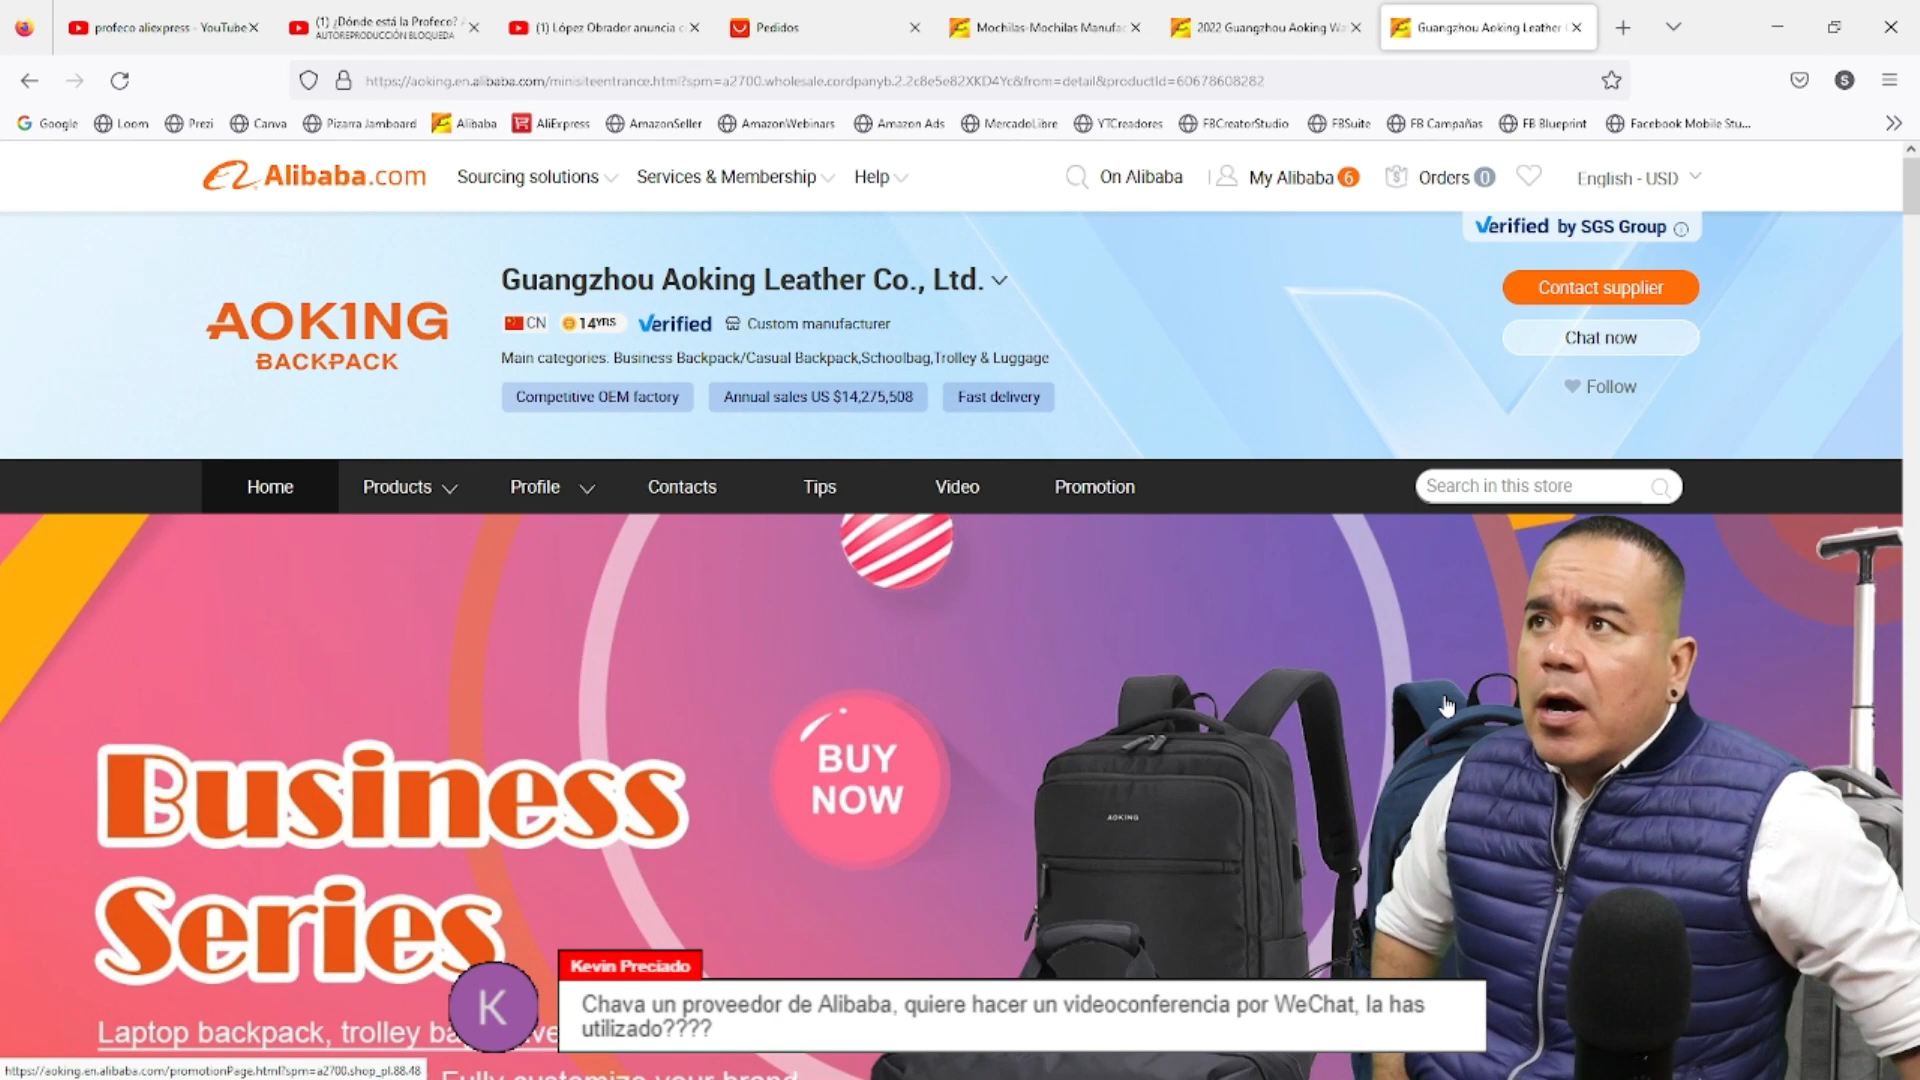 profeco aliexpress - YouTube
(1) ¿Dónde está la Profeco?
AUTOREPRODUCCIÓN BLOQUEDA
(1) López Obrador anuncia c
Pedidos
Mochilas-Mochilas Manufac
2022 Guangzhou Aoking Wa
Guangzhou Aoking Leather
https://aoking.en.alibaba.com/minisiteentrance.html?spm=a2700.wholesale.cordpanyb.2.2c8e5e82XKD4Yc&from=detail&productId=60678608282
S
Google
Loom
Prezi
Canva
Pizarra Jamboard
Alibaba
AliExpress
AmazonSeller
AmazonWebinars
Amazon Ads
MercadoLibre
YTCreadores
FBCreatorStudio
FBSuite
FB Campañas
FB Blueprint
Facebook Mobile Stu...
Alibaba.com
Sourcing solutions
Services & Membership
Help
On Alibaba
My Alibaba 6
Orders 0
English - USD
Verified by SGS Group
Guangzhou Aoking Leather Co., Ltd.
Contact supplier
AOKING
BACKPACK
CN
14YRS
Verified
Custom manufacturer
Chat now
Main categories: Business Backpack/Casual Backpack,Schoolbag,Trolley & Luggage
Follow
Competitive OEM factory
Annual sales US $14,275,508
Fast delivery
Home
Products
Profile
Contacts
Tips
Video
Promotion
Search in this store
BUY
NOW
AOKING
Business
Series
Kevin Preciado
K
Chava un proveedor de Alibaba, quiere hacer un videoconferencia por WeChat, la has
utilizado????
Laptop backpack, trolley
https://aoking.en.alibaba.com/promotionPage.html?spm=a2700.shop_pl.88.48
Fully customize your brand